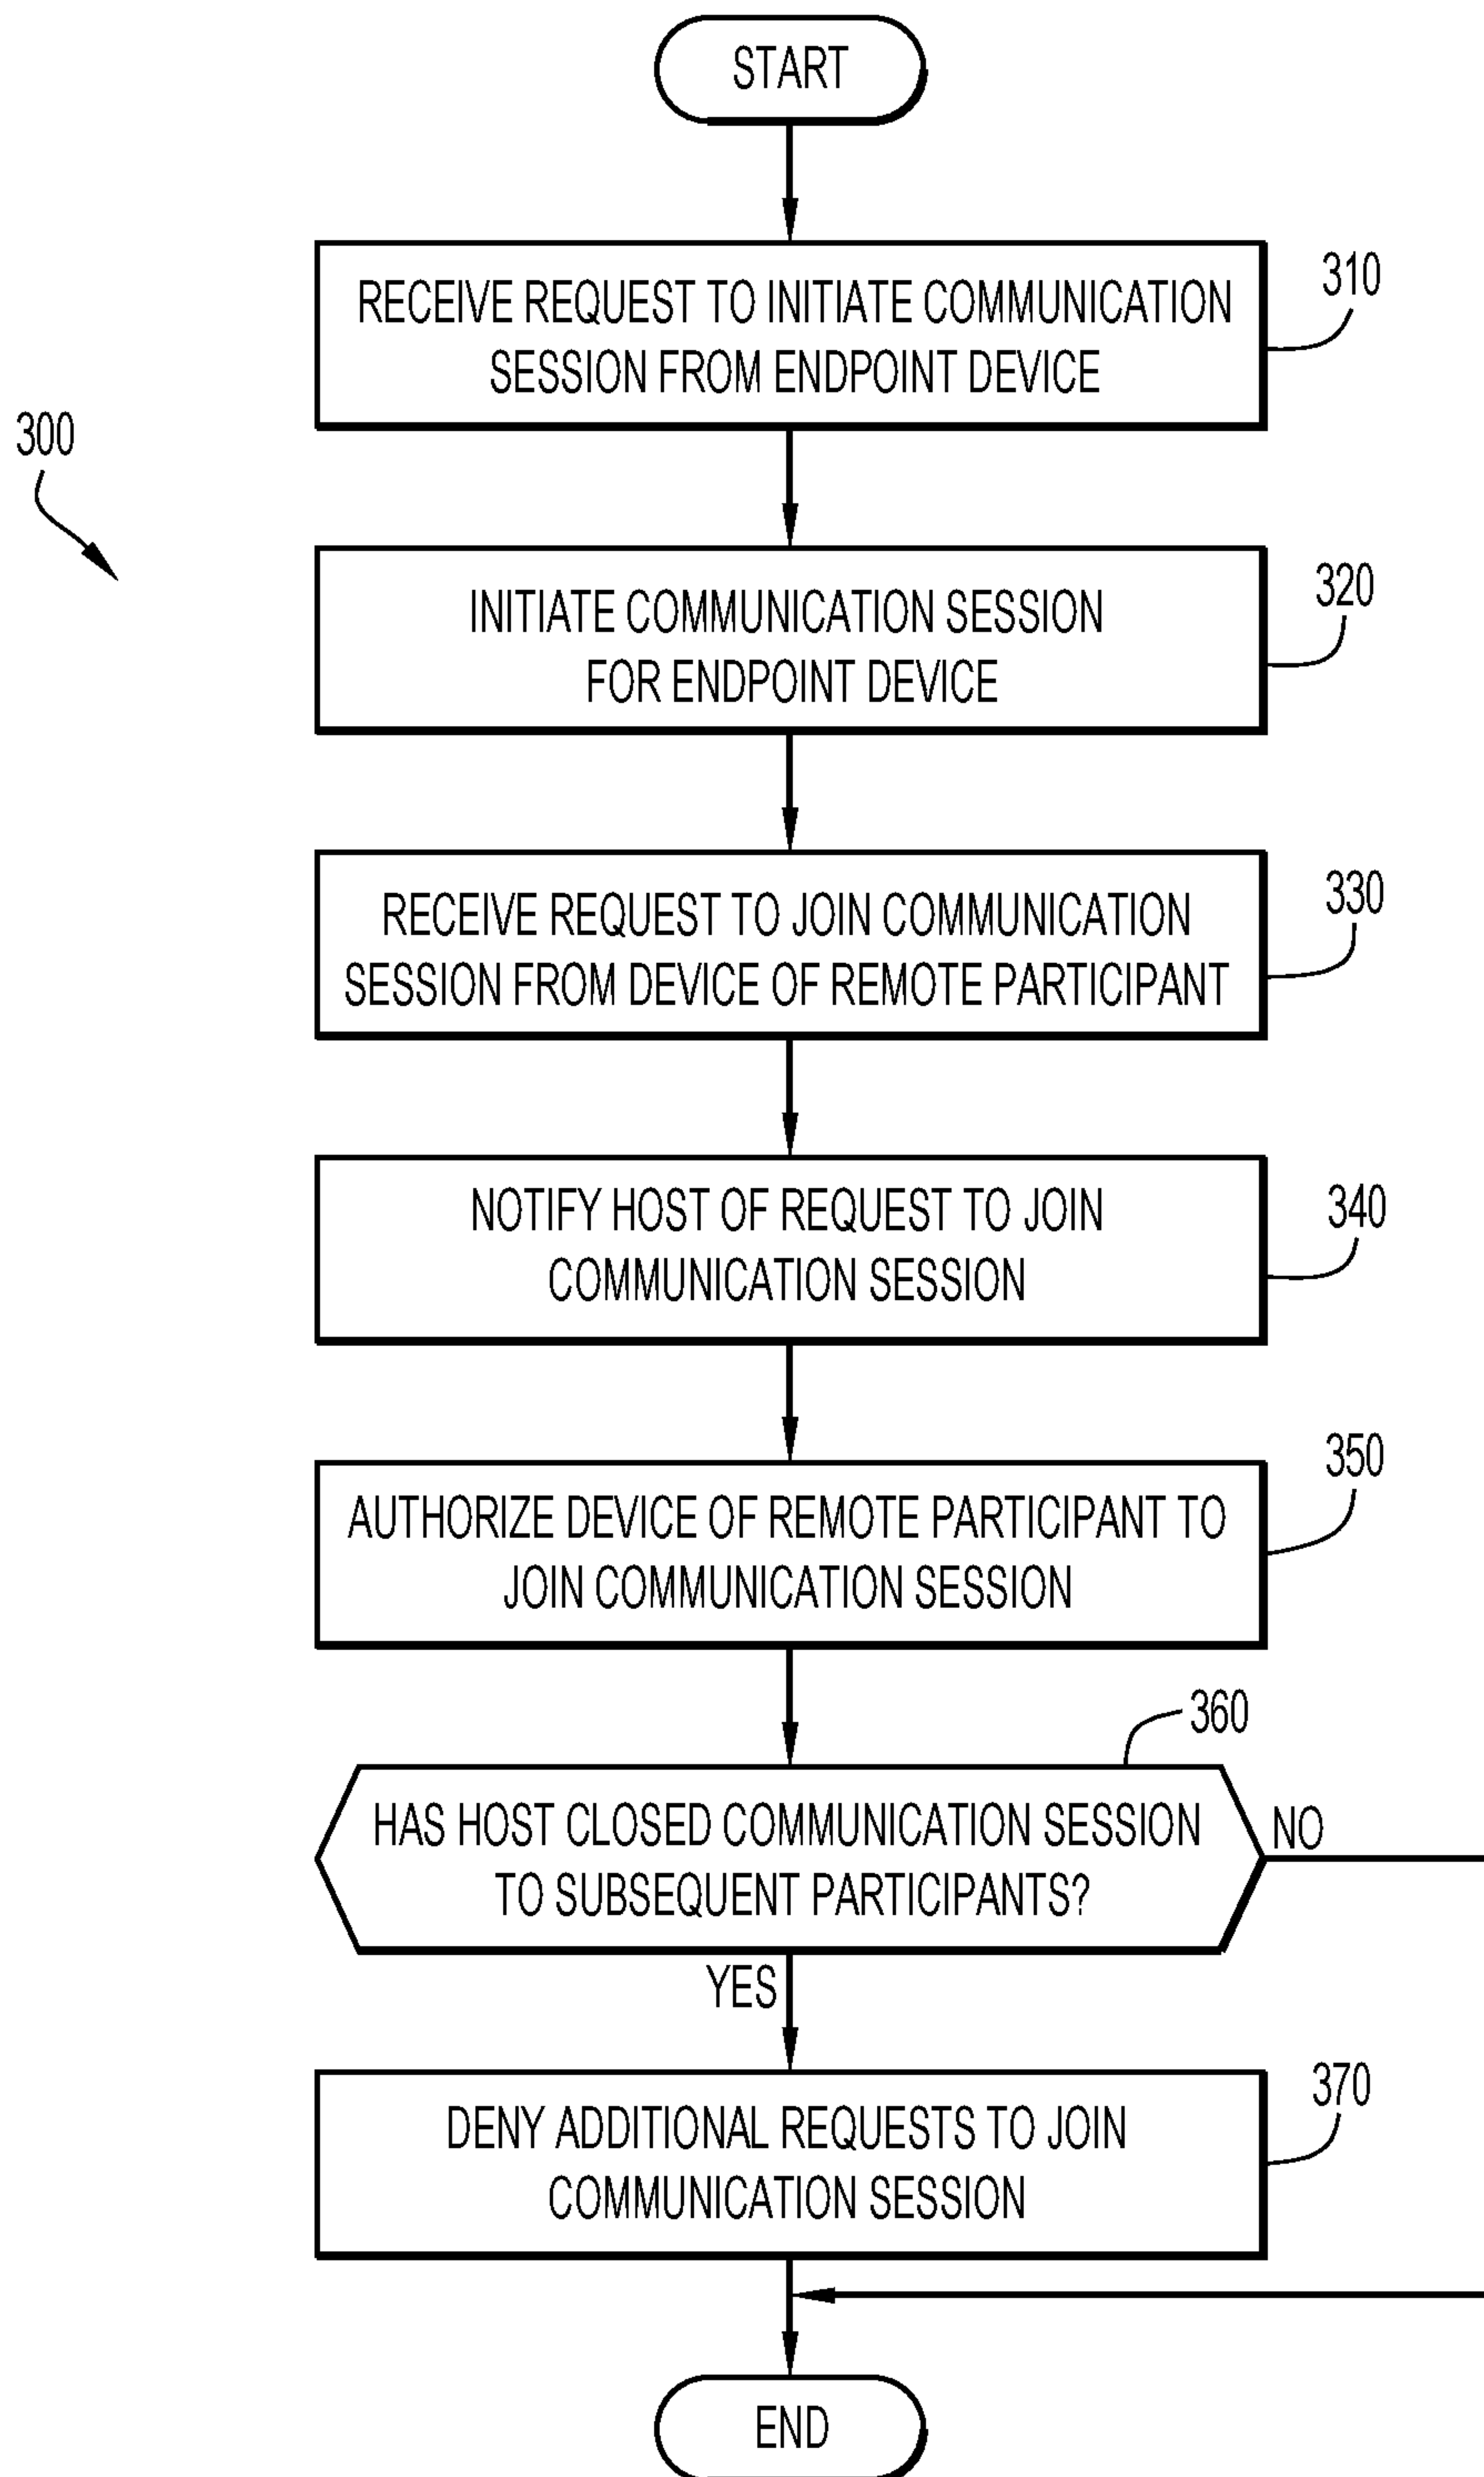 START
RECEIVE REQUEST TO INITIATE COMMUNICATION
SESSION FROM ENDPOINT DEVICE
310
300
INITIATE COMMUNICATION SESSION
FOR ENDPOINT DEVICE
320
RECEIVE REQUEST TO JOIN COMMUNICATION
SESSION FROM DEVICE OF REMOTE PARTICIPANT
330
NOTIFY HOST OF REQUEST TO JOIN
COMMUNICATION SESSION
340
AUTHORIZE DEVICE OF REMOTE PARTICIPANT TO
JOIN COMMUNICATION SESSION
350
360
HAS HOST CLOSED COMMUNICATION SESSION
TO SUBSEQUENT PARTICIPANTS?
NO
YES
DENY ADDITIONAL REQUESTS TO JOIN
COMMUNICATION SESSION
370
END